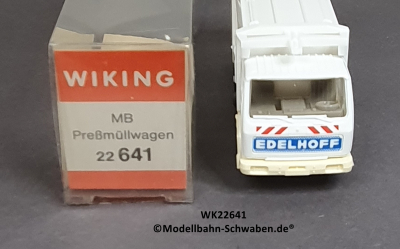 WIKING
MB
Preßmüllwagen
22 641
EDELHOFF
WK22641
©Modellbahn-Schwaben.de®